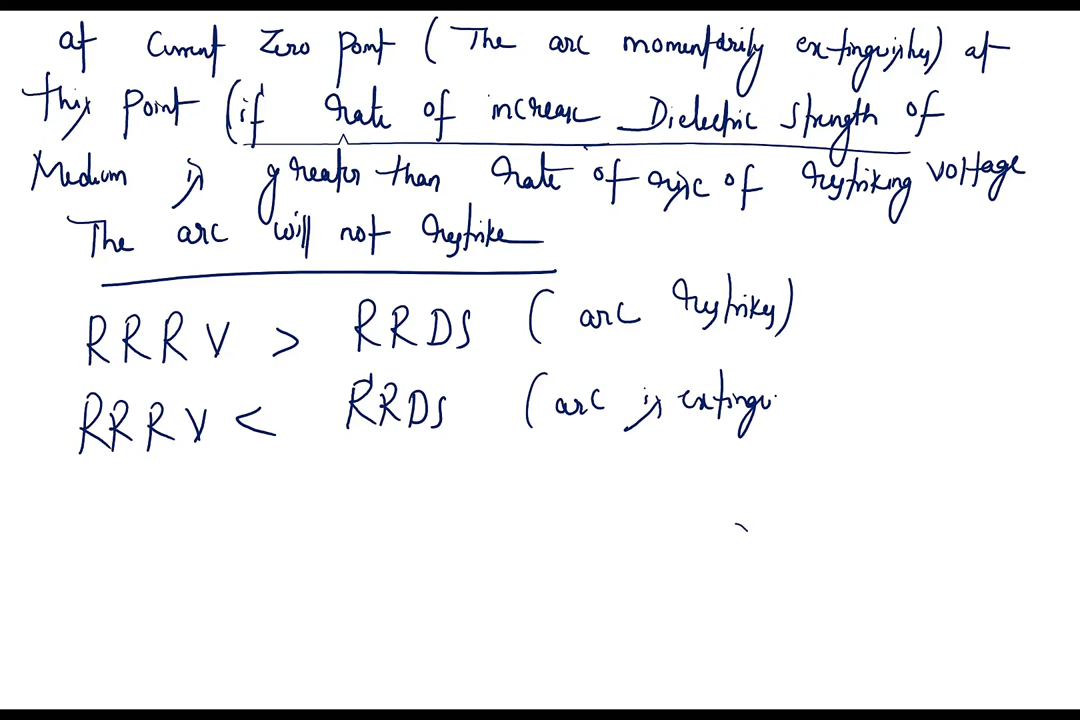 at Current Zero point (The arc momentarily extinguishes) at
this point (if rate of increase Dielectric strength of
Medium is greater than rate of rise of restriking voltage
The arc will not restrike
RRRV > RRDS (arc restrikes)
RRRV < RRDS (arc is extingu